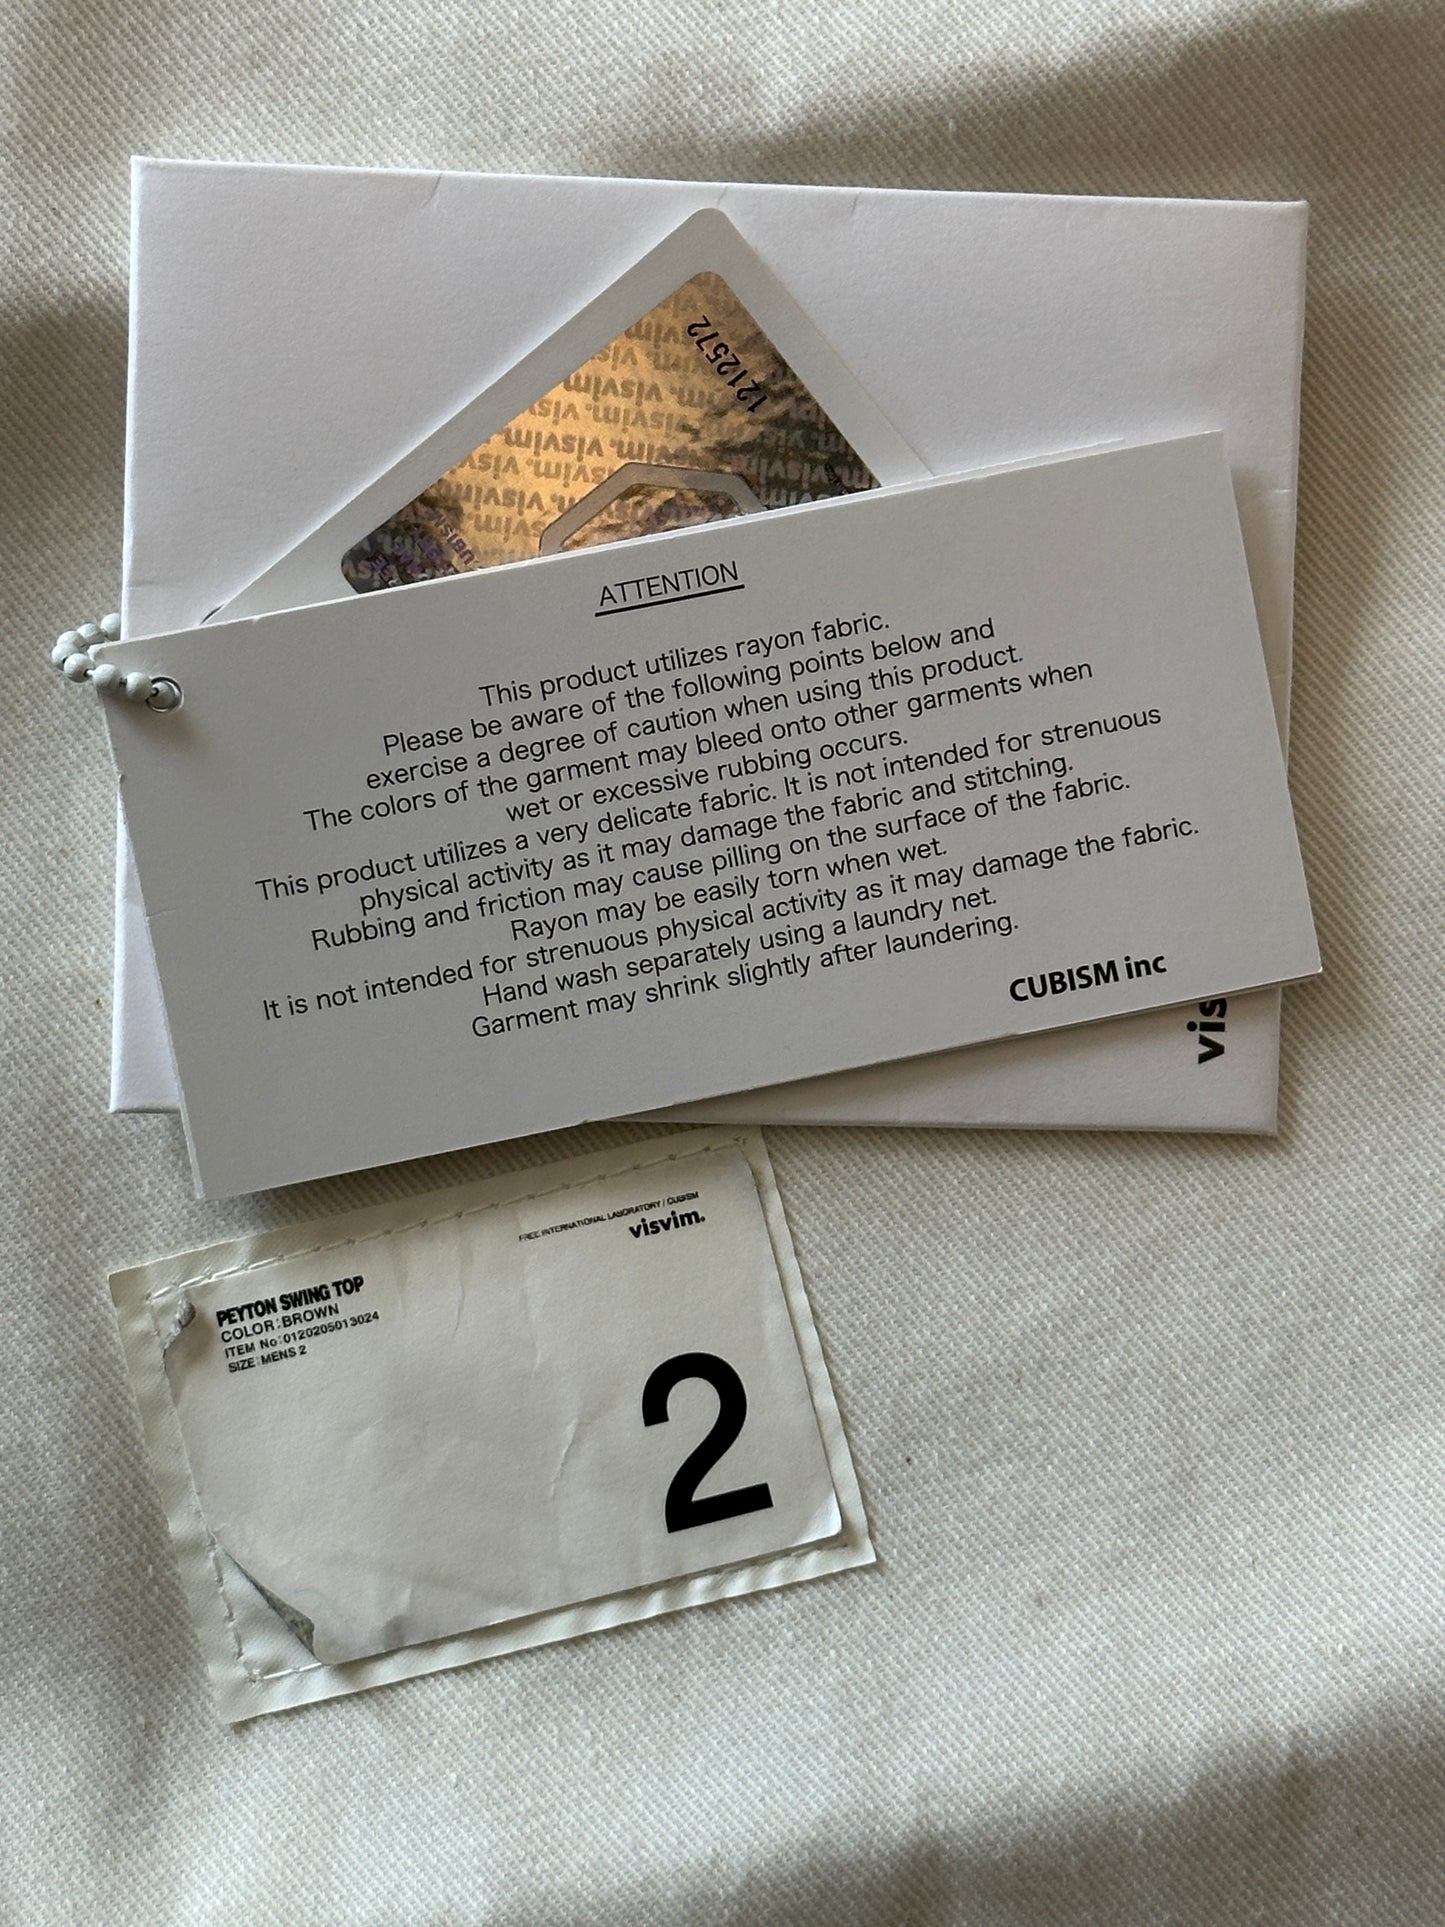 1212572
visvim. visvim.
ATTENTION
This product utilizes rayon fabric.
Please be aware of the following points below and
exercise a degree of caution when using this product.
The colors of the garment may bleed onto other garments when
wet or excessive rubbing occurs.
This product utilizes a very delicate fabric. It is not intended for strenuous
physical activity as it may damage the fabric and stitching.
Rubbing and friction may cause pilling on the surface of the fabric.
Rayon may be easily torn when wet.
It is not intended for strenuous physical activity as it may damage the fabric.
Hand wash separately using a laundry net.
Garment may shrink slightly after laundering.
CUBISM inc
vis
FREE INTERNATIONAL LABORATORY / CUBISM
visvim.
PEYTON SWING TOP
COLOR:BROWN
ITEM No:0120205013024
SIZE:MENS 2
2